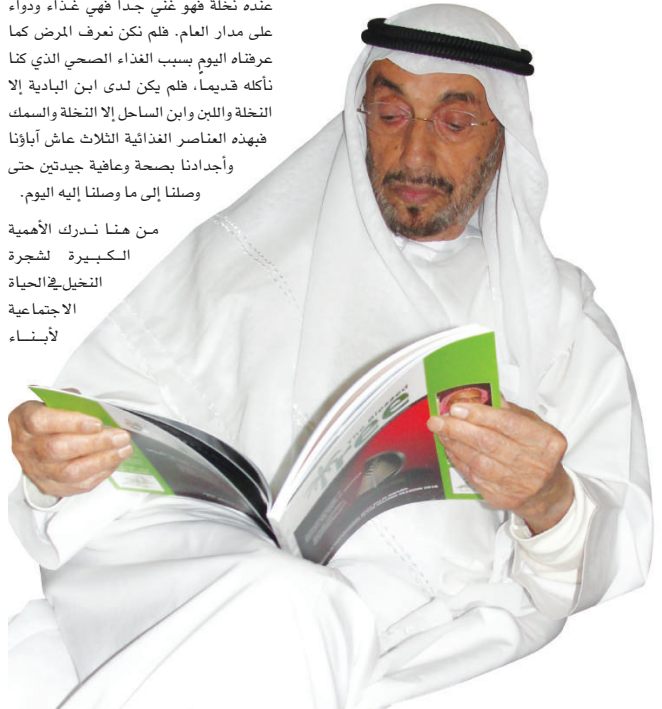 عنده نخلة فهو غني جداً فهي غذاء ودواء
على مدار العام. فلم نكن نعرف المرض كما
عرفناه اليوم بسبب الغذاء الصحي الذي كنا
نأكله قديماً، فلم يكن لدى ابن البادية إلا
النخلة واللبن وابن الساحل إلا النخلة والسمك
فبهذه العناصر الغذائية الثلاث عاش آباؤنا
وأجدادنا بصحة وعافية جيدتين حتى
وصلنا إلى ما وصلنا إليه اليوم.
من هنا ندرك الأهمية
الكبيرة لشجرة
النخيل في الحياة
الاجتماعية
لأبناء